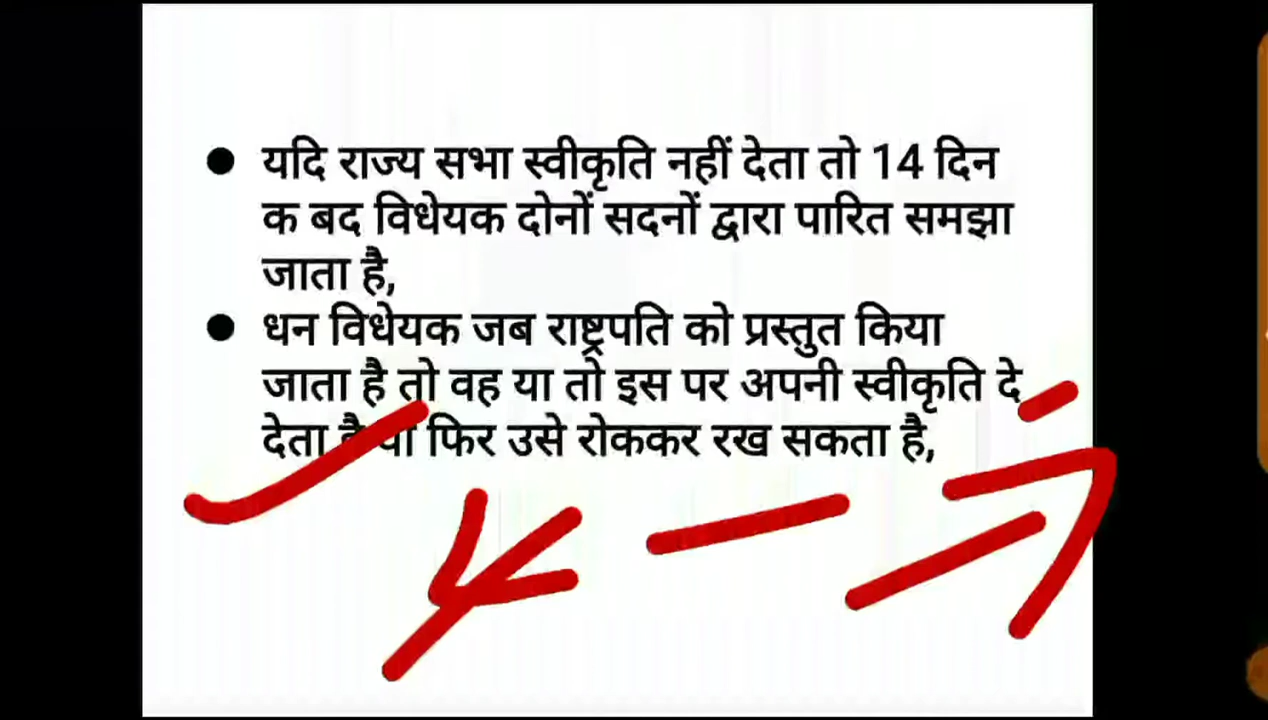 यदि राज्य सभा स्वीकृति नहीं देता तो 14 दिन
क बद विधेयक दोनों सदनों द्वारा पारित समझा
जाता है,
धन विधेयक जब राष्ट्रपति को प्रस्तुत किया
जाता है तो वह या तो इस पर अपनी स्वीकृति दे
देता है या फिर उसे रोककर रख सकता है,